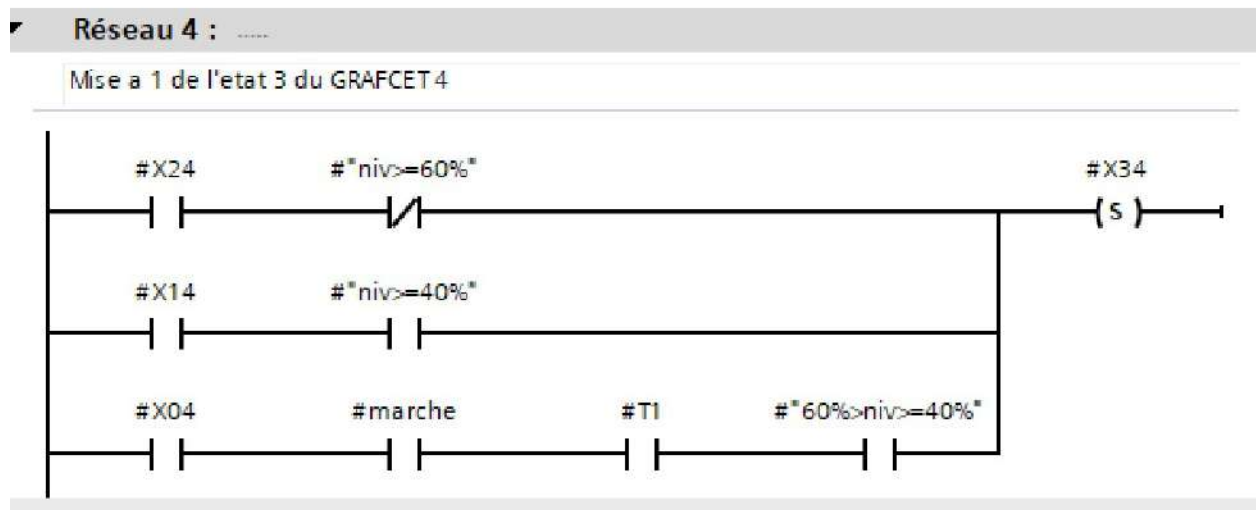 Réseau 4 : .....
Mise a 1 de l'etat 3 du GRAFCET 4
#X24 #"niv>=60%" #X34
( S )
#X14 #"niv>=40%"
#X04 #marche #T1 #"60%>niv>=40%"